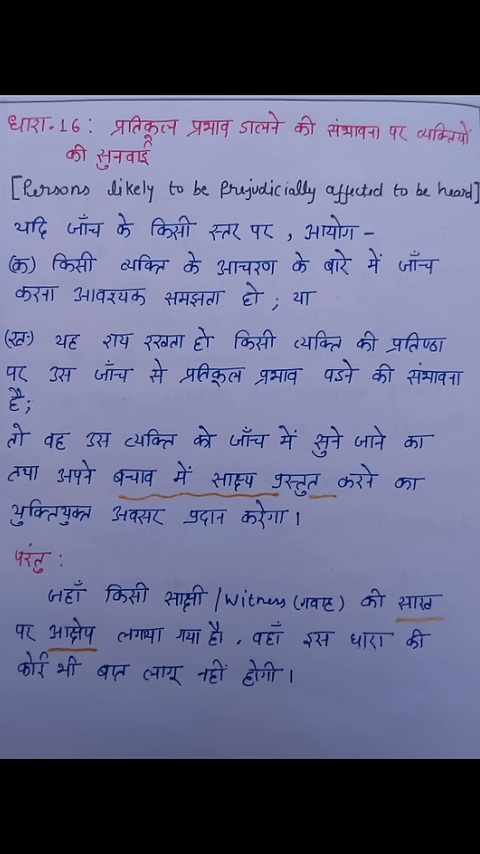 धारा.16: प्रतिकूल प्रभाव डालने की संभावना पर व्यक्तियों
की सुनवाई
[Persons likely to be prejudicially affected to be heard]
यदि जाँच के किसी स्तर पर, आयोग -
(क) किसी व्यक्ति के आचरण के बारे में जाँच
करना आवश्यक समझता हो; या
(ख) यह राय रखता हो किसी व्यक्ति की प्रतिष्ठा
पर उस जाँच से प्रतिकूल प्रभाव पडने की संभावना
है;
तो वह उस व्यक्ति को जाँच में सुने जाने का
तथा अपने बचाव में साक्ष्य प्रस्तुत करने का
युक्तियुक्त अवसर प्रदान करेगा।
परंतु :
जहाँ किसी साक्षी/Witness (गवाह) की साख
पर आक्षेप लगाया गया है। , वहाँ इस धारा की
कोई भी बात लागू नहीं होगी।